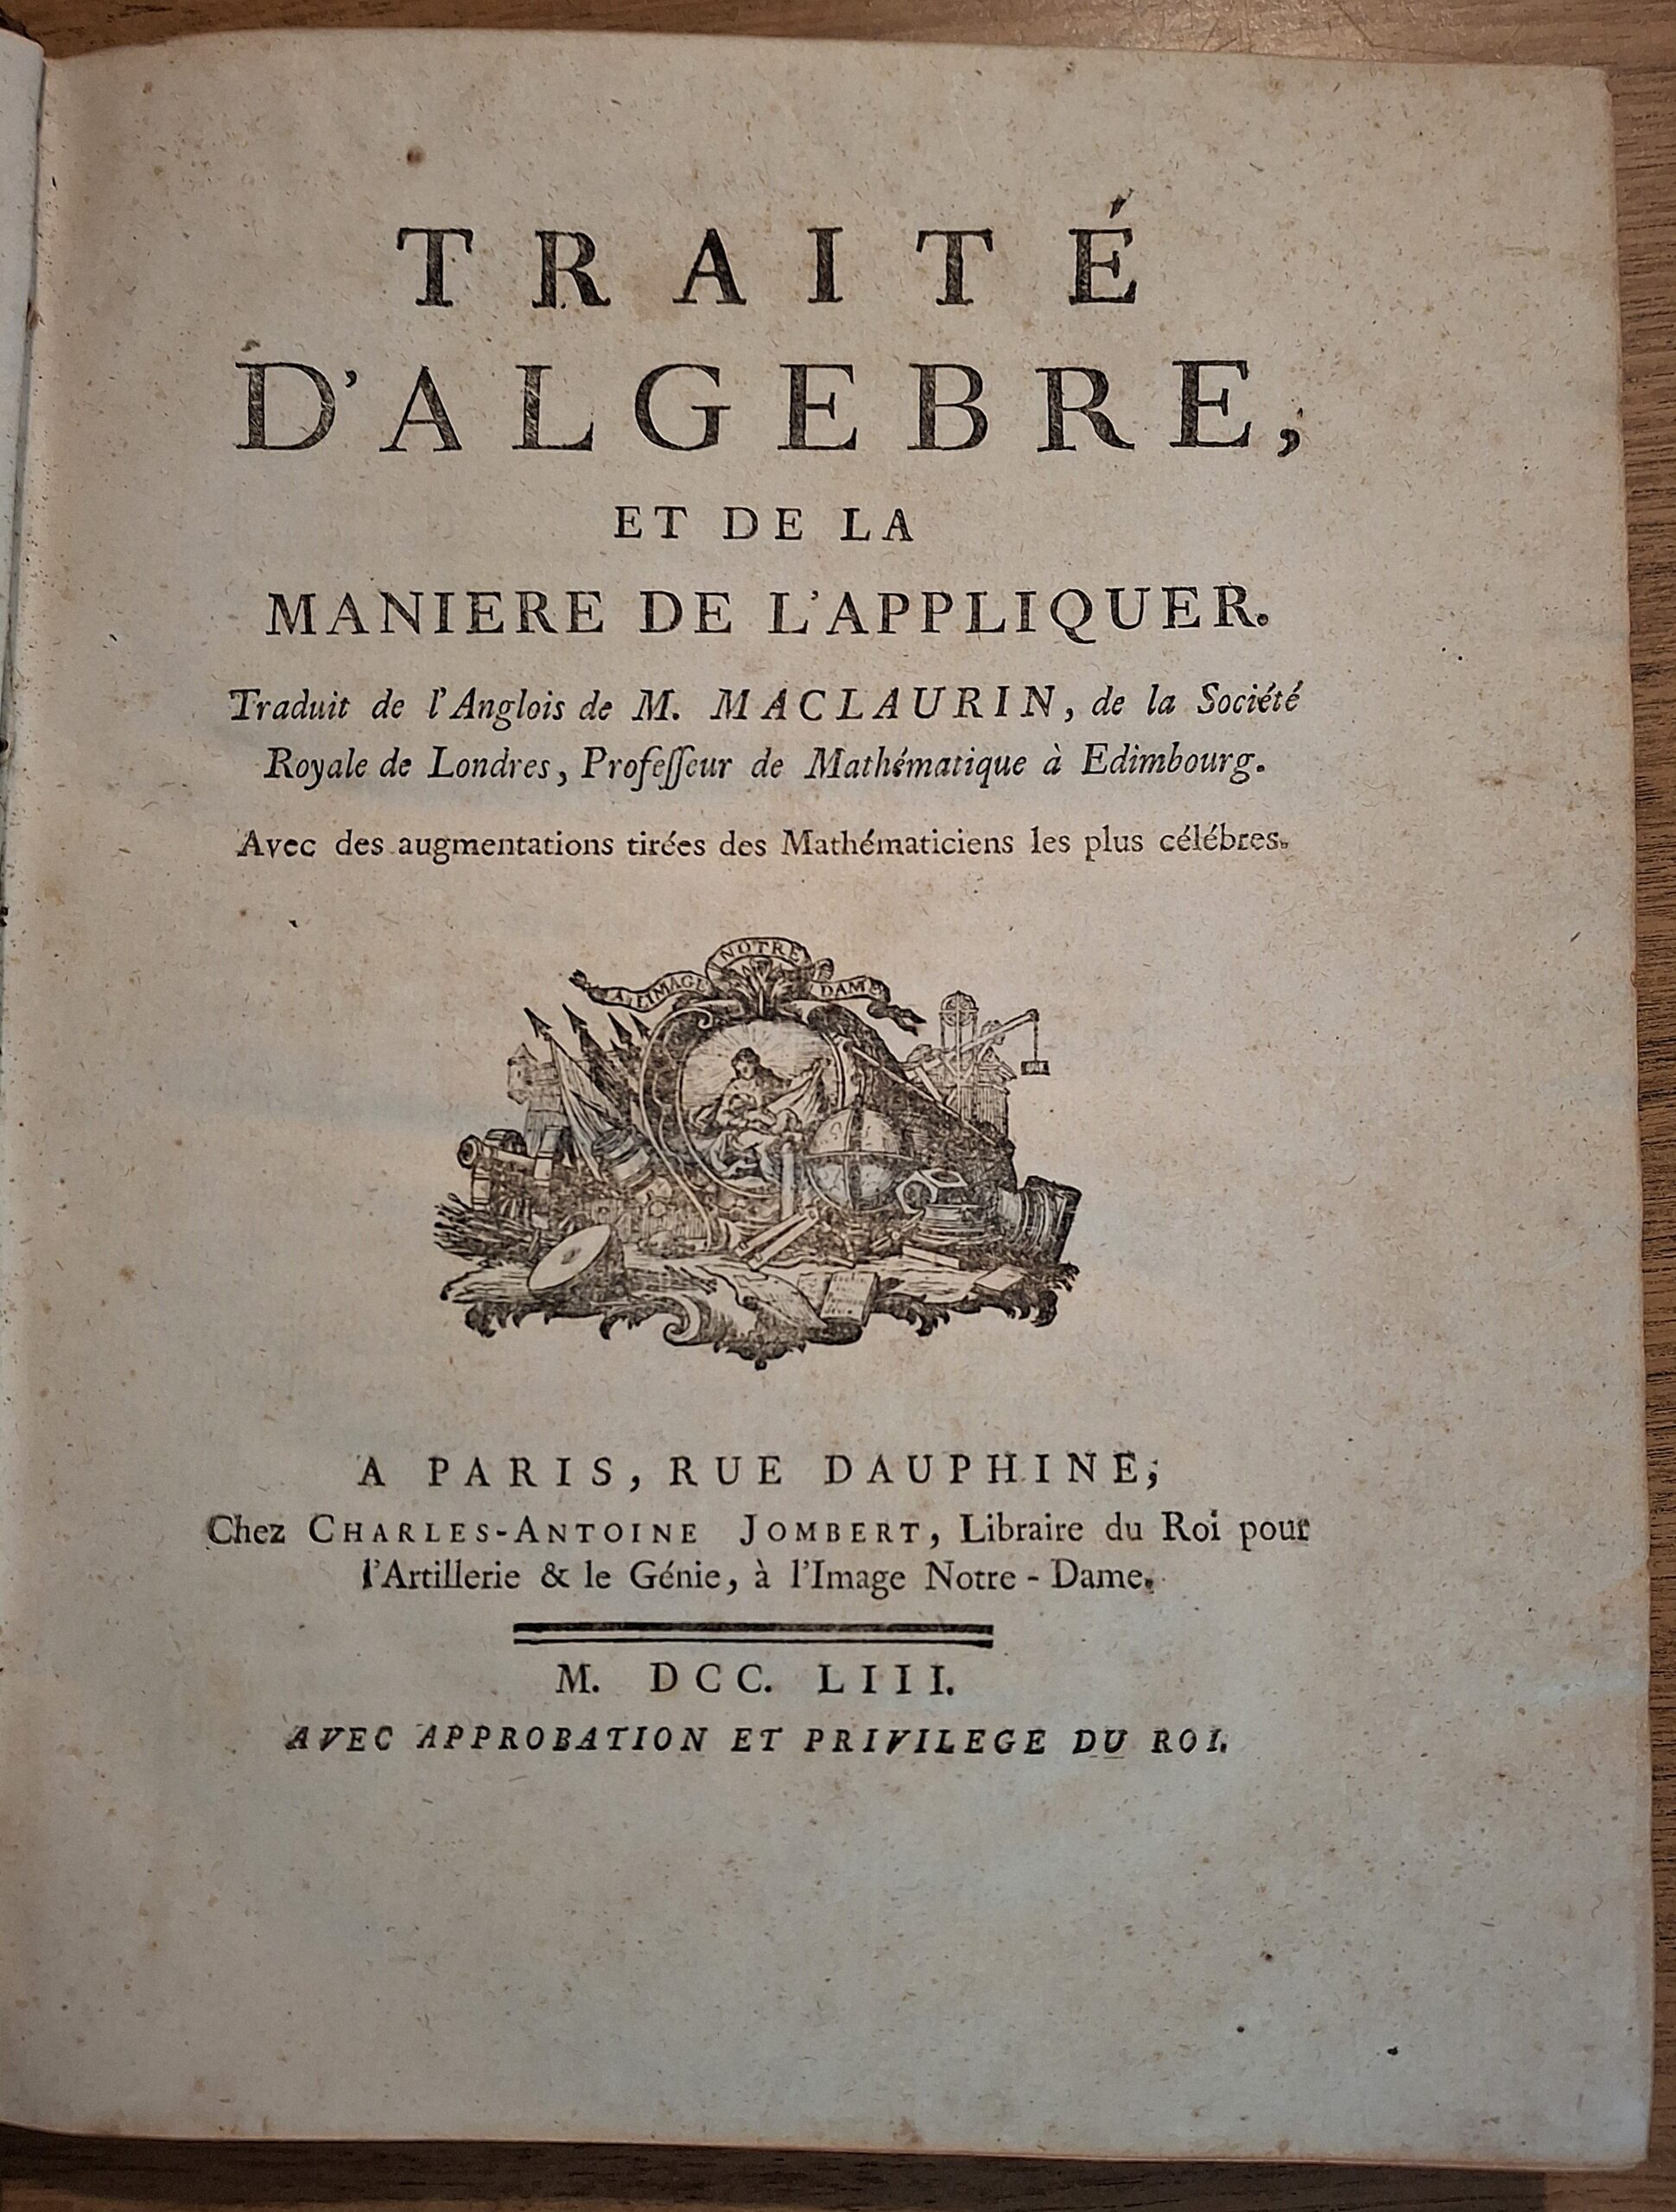 TRAITÉ
D'ALGEBRE,
ET DE LA
MANIERE DE L'APPLIQUER.
Traduit de l'Anglois de M. MACLAURIN, de la Société
Royale de Londres, Profeſſeur de Mathématique à Edimbourg.
Avec des augmentations tirées des Mathématiciens les plus célébres.
A L'IMAGE NOTRE DAME
A PARIS, RUE DAUPHINE;
Chez CHARLES-ANTOINE JOMBERT, Libraire du Roi pour
l'Artillerie & le Génie, à l'Image Notre-Dame.
M. DCC. LIII.
AVEC APPROBATION ET PRIVILEGE DU ROI.